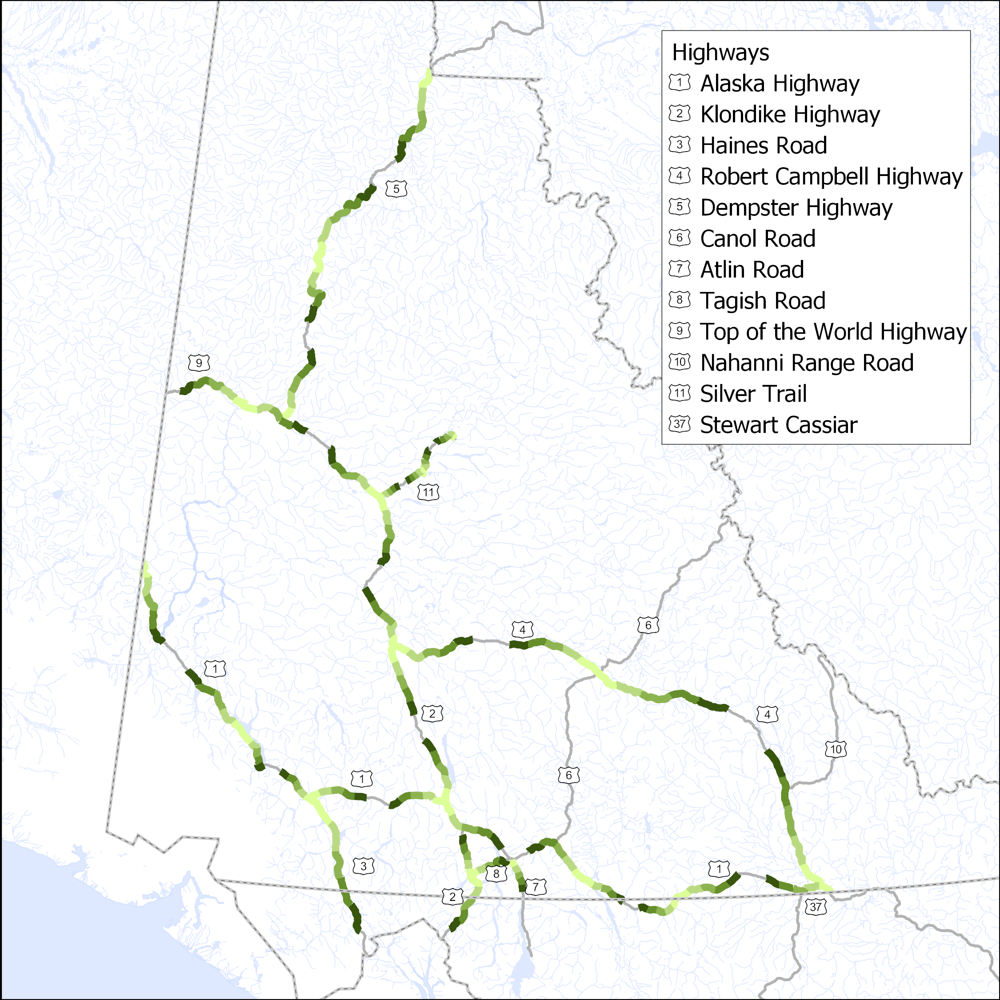 Highways
1 Alaska Highway
2 Klondike Highway
3 Haines Road
4 Robert Campbell Highway
5 Dempster Highway
6 Canol Road
7 Atlin Road
8 Tagish Road
9 Top of the World Highway
10 Nahanni Range Road
11 Silver Trail
37 Stewart Cassiar
5
9
11
4
6
1
2
4
10
6
1
3
8
1
7
2
37